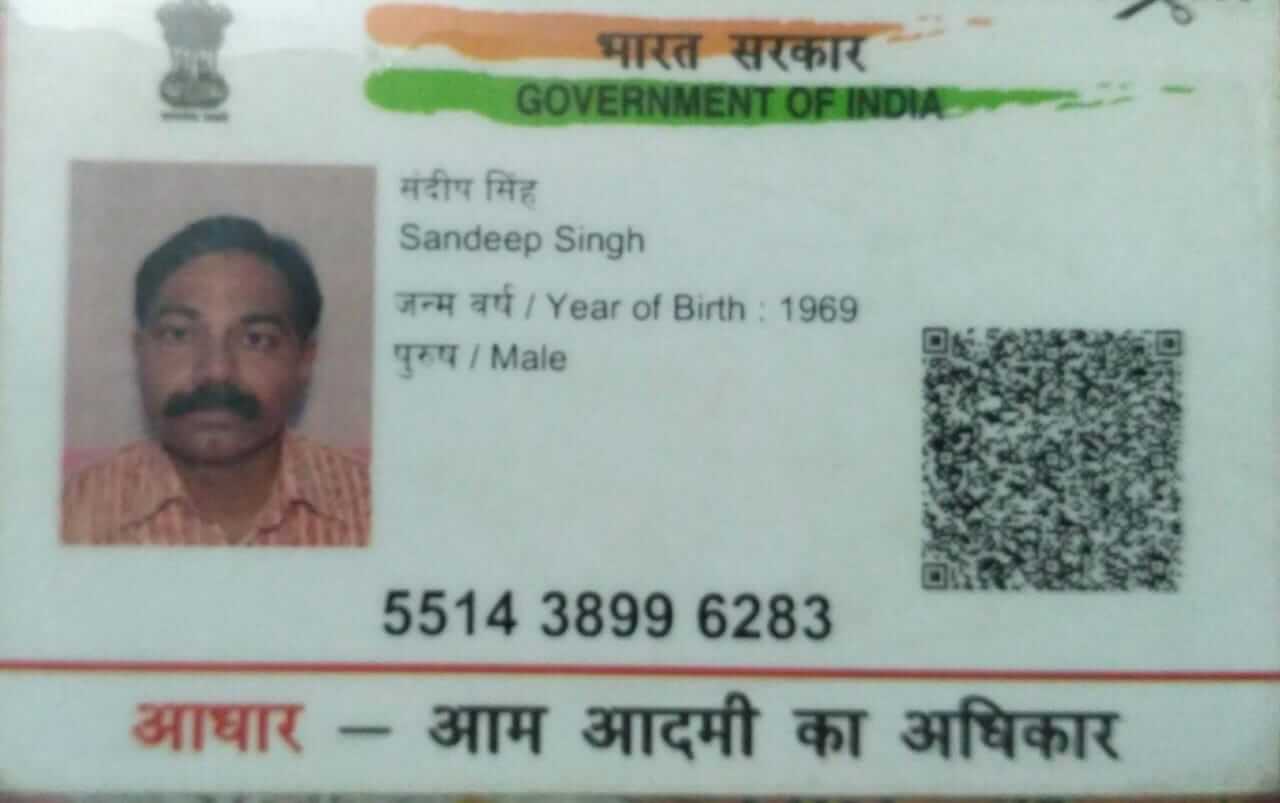 भारत सरकार
GOVERNMENT OF INDIA
संदीप सिंह
Sandeep Singh
जन्म वर्ष / Year of Birth : 1969
पुरुष / Male
5514 3899 6283
आधार – आम आदमी का अधिकार